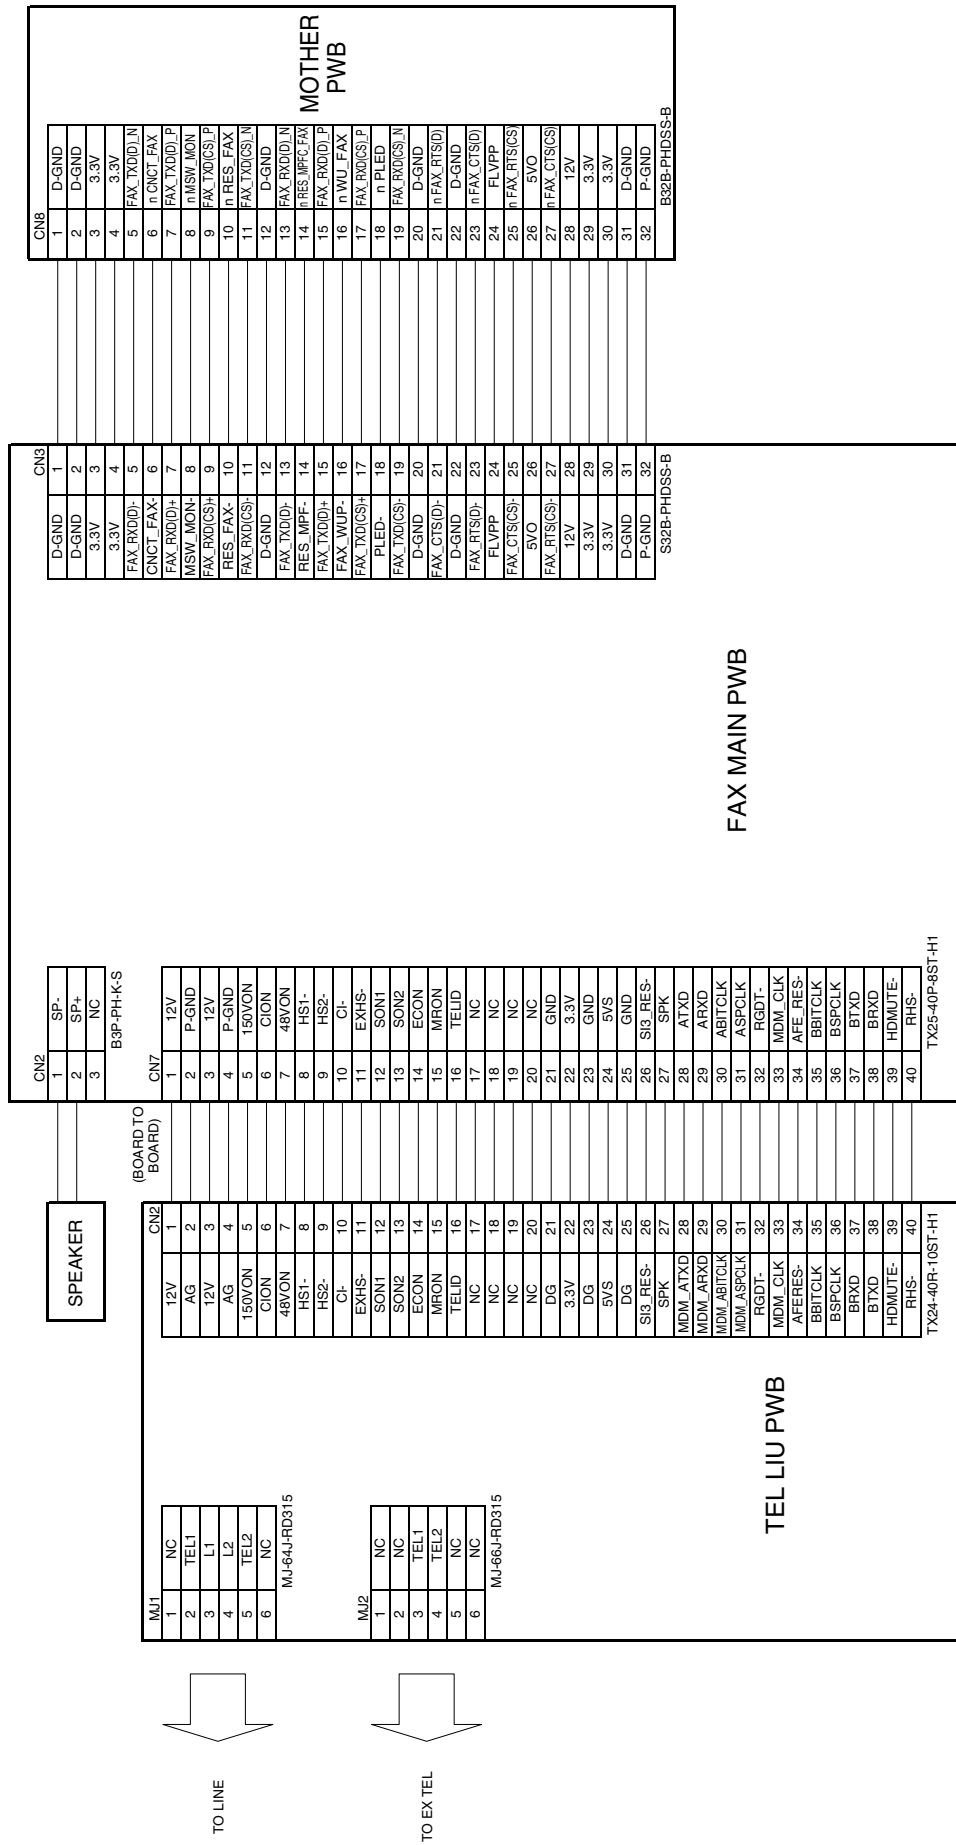 MOTHER
PWB
CN8
1 D-GND
2 D-GND
3 3.3V
4 3.3V
5 FAX_TXD(D)_N
6 n CNCT_FAX
7 FAX_TXD(D)_P
8 n MSW_MON
9 FAX_TXD(CS)_P
10 n RES_FAX
11 FAX_TXD(CS)_N
12 D-GND
13 FAX_RXD(D)_N
14 n RES_MPFC_FAX
15 FAX_RXD(D)_P
16 n WU_FAX
17 FAX_RXD(CS)_P
18 n PLED
19 FAX_RXD(CS)_N
20 D-GND
21 n FAX_RTS(D)
22 D-GND
23 n FAX_CTS(D)
24 FLVPP
25 n FAX_RTS(CS)
26 5VO
27 n FAX_CTS(CS)
28 12V
29 3.3V
30 3.3V
31 D-GND
32 P-GND
B32B-PHDSS-B
CN3
D-GND 1
D-GND 2
3.3V 3
3.3V 4
FAX_RXD(D)- 5
CNCT_FAX- 6
FAX_RXD(D)+ 7
MSW_MON- 8
FAX_RXD(CS)+ 9
RES_FAX- 10
FAX_RXD(CS)- 11
D-GND 12
FAX_TXD(D)- 13
RES_MPF- 14
FAX_TXD(D)+ 15
FAX_WUP- 16
FAX_TXD(CS)+ 17
PLED- 18
FAX_TXD(CS)- 19
D-GND 20
FAX_CTS(D)- 21
D-GND 22
FAX_RTS(D)- 23
FLVPP 24
FAX_CTS(CS)- 25
5VO 26
FAX_RTS(CS)- 27
12V 28
3.3V 29
3.3V 30
D-GND 31
P-GND 32
S32B-PHDSS-B
FAX MAIN PWB
CN2
1 SP-
2 SP+
3 NC
B3P-PH-K-S
CN7
1 12V
2 P-GND
3 12V
4 P-GND
5 150VON
6 CION
7 48VON
8 HS1-
9 HS2-
10 CI-
11 EXHS-
12 SON1
13 SON2
14 ECON
15 MRON
16 TELID
17 NC
18 NC
19 NC
20 NC
21 GND
22 3.3V
23 GND
24 5VS
25 GND
26 SI3_RES-
27 SPK
28 ATXD
29 ARXD
30 ABITCLK
31 ASPCLK
32 RGDT-
33 MDM_CLK
34 AFE_RES-
35 BBITCLK
36 BSPCLK
37 BTXD
38 BRXD
39 HDMUTE-
40 RHS-
TX25-40P-8ST-H1
(BOARD TO
BOARD)
SPEAKER
CN2
12V 1
AG 2
12V 3
AG 4
150VON 5
CION 6
48VON 7
HS1- 8
HS2- 9
CI- 10
EXHS- 11
SON1 12
SON2 13
ECON 14
MRON 15
TELID 16
NC 17
NC 18
NC 19
NC 20
DG 21
3.3V 22
DG 23
5VS 24
DG 25
SI3_RES- 26
SPK 27
MDM_ATXD 28
MDM_ARXD 29
MDM_ABITCLK 30
MDM_ASPCLK 31
RGDT- 32
MDM_CLK 33
AFERES- 34
BBITCLK 35
BSPCLK 36
BRXD 37
BTXD 38
HDMUTE- 39
RHS- 40
TX24-40R-10ST-H1
TEL LIU PWB
MJ1
1 NC
2 TEL1
3 L1
4 L2
5 TEL2
6 NC
MJ-64J-RD315
MJ2
1 NC
2 NC
3 TEL1
4 TEL2
5 NC
6 NC
MJ-66J-RD315
TO LINE
TO EX TEL